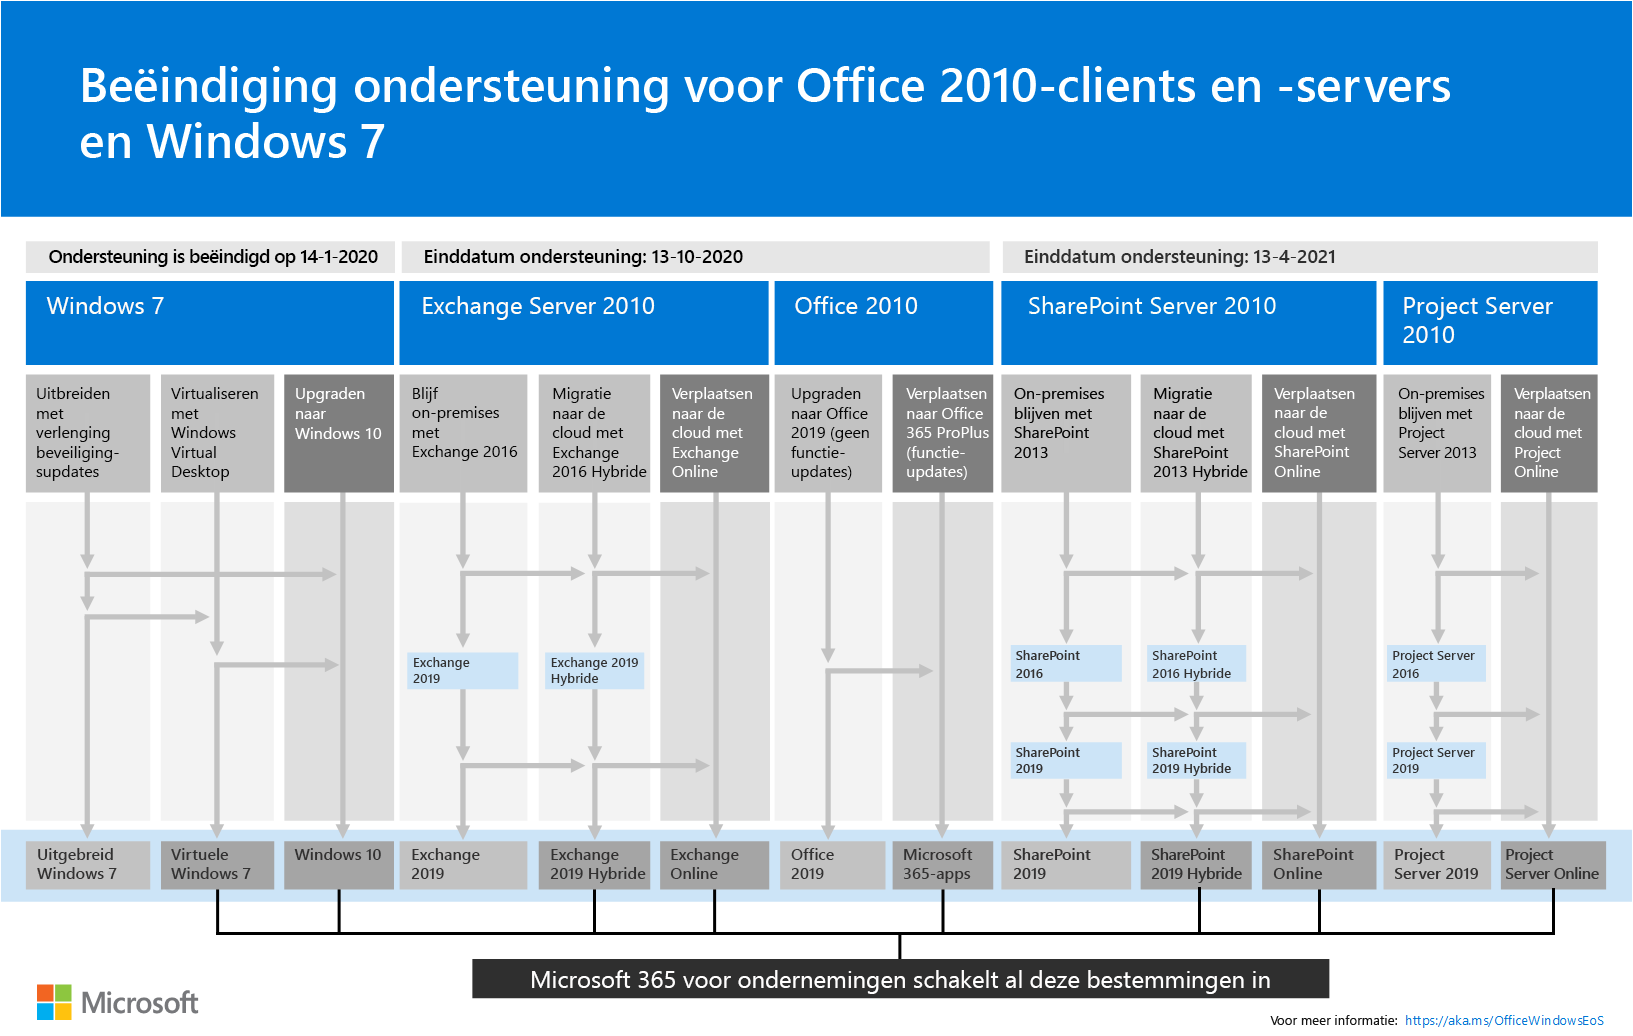 Beëindiging ondersteuning voor Office 2010-clients en -servers
en Windows 7
Ondersteuning is beëindigd op 14-1-2020
Einddatum ondersteuning: 13-10-2020
Einddatum ondersteuning: 13-4-2021
Windows 7
Exchange Server 2010
Office 2010
SharePoint Server 2010
Project Server
2010
Uitbreiden
met
verlenging
beveiliging-
supdates
Virtualiseren
met
Windows
Virtual
Desktop
Upgraden
naar
Windows 10
Blijf
on-premises
met
Exchange 2016
Migratie
naar de
cloud met
Exchange
2016 Hybride
Verplaatsen
naar de
cloud met
Exchange
Online
Upgraden
naar Office
2019 (geen
functie-
updates)
Verplaatsen
naar Office
365 ProPlus
(functie-
updates)
On-premises
blijven met
SharePoint
2013
Migratie
naar de
cloud met
SharePoint
2013 Hybride
Verplaatsen
naar de
cloud met
SharePoint
Online
On-premises
blijven met
Project
Server 2013
Verplaatsen
naar de
cloud met
Project
Online
Exchange
2019
Exchange 2019
Hybride
SharePoint
2016
SharePoint
2016 Hybride
Project Server
2016
SharePoint
2019
SharePoint
2019 Hybride
Project Server
2019
Uitgebreid
Windows 7
Virtuele
Windows 7
Windows 10
Exchange
2019
Exchange
2019 Hybride
Exchange
Online
Office
2019
Microsoft
365-apps
SharePoint
2019
SharePoint
2019 Hybride
SharePoint
Online
Project
Server 2019
Project
Server Online
Microsoft 365 voor ondernemingen schakelt al deze bestemmingen in
Microsoft
Voor meer informatie: https://aka.ms/OfficeWindowsEoS